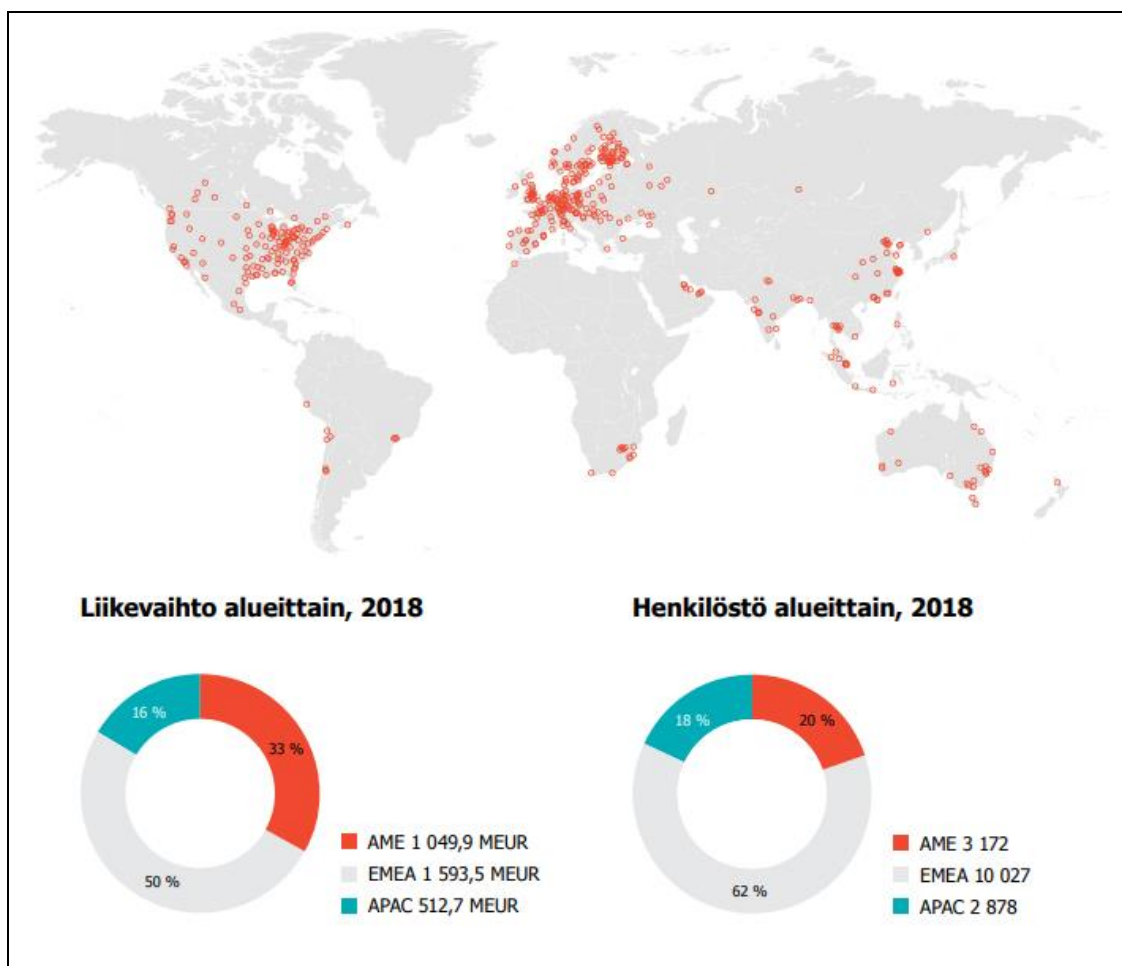 Liikevaihto alueittain, 2018
16 %
33 %
50 %
AME 1 049,9 MEUR
EMEA 1 593,5 MEUR
APAC 512,7 MEUR
Henkilöstö alueittain, 2018
18 %
20 %
62 %
AME 3 172
EMEA 10 027
APAC 2 878